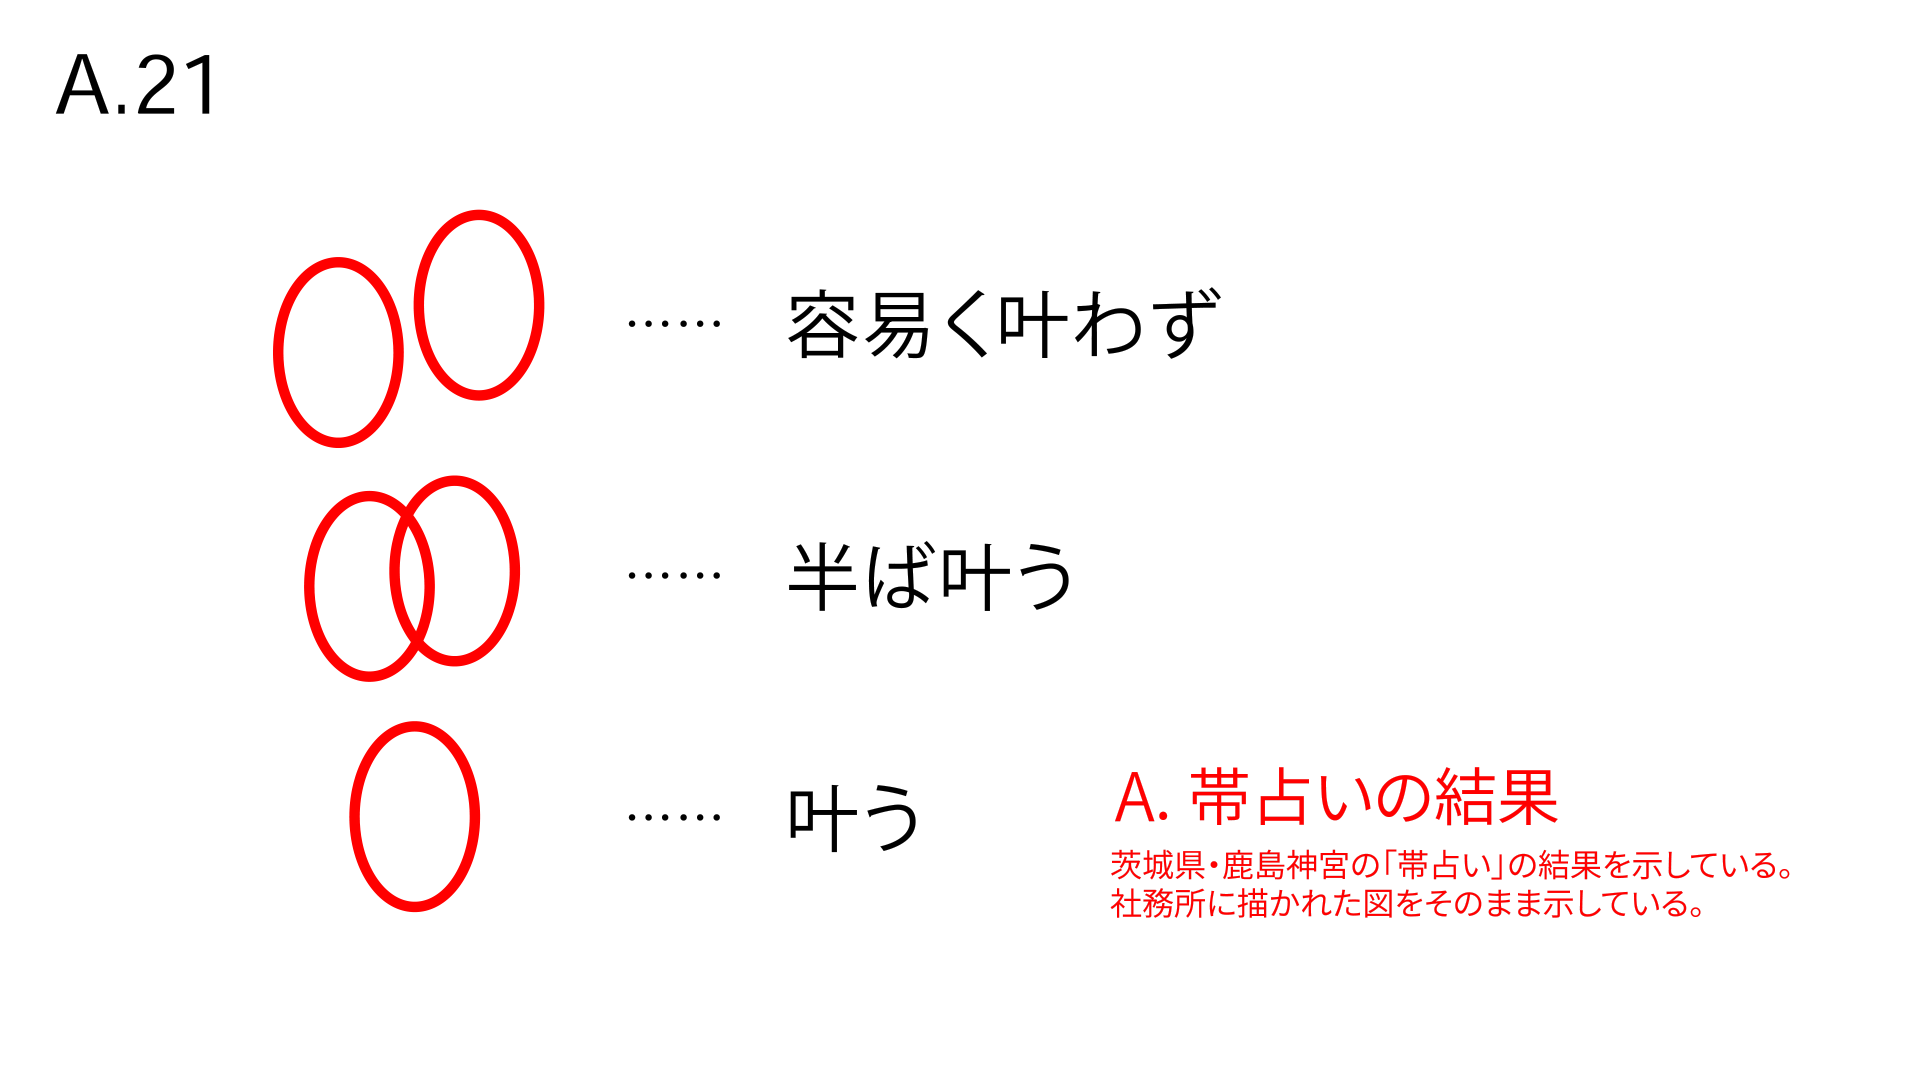 A.21
…… 容易く叶わず
…… 半ば叶う
…… 叶う
A. 帯占いの結果
茨城県・鹿島神宮の「帯占い」の結果を示している。
社務所に描かれた図をそのまま示している。